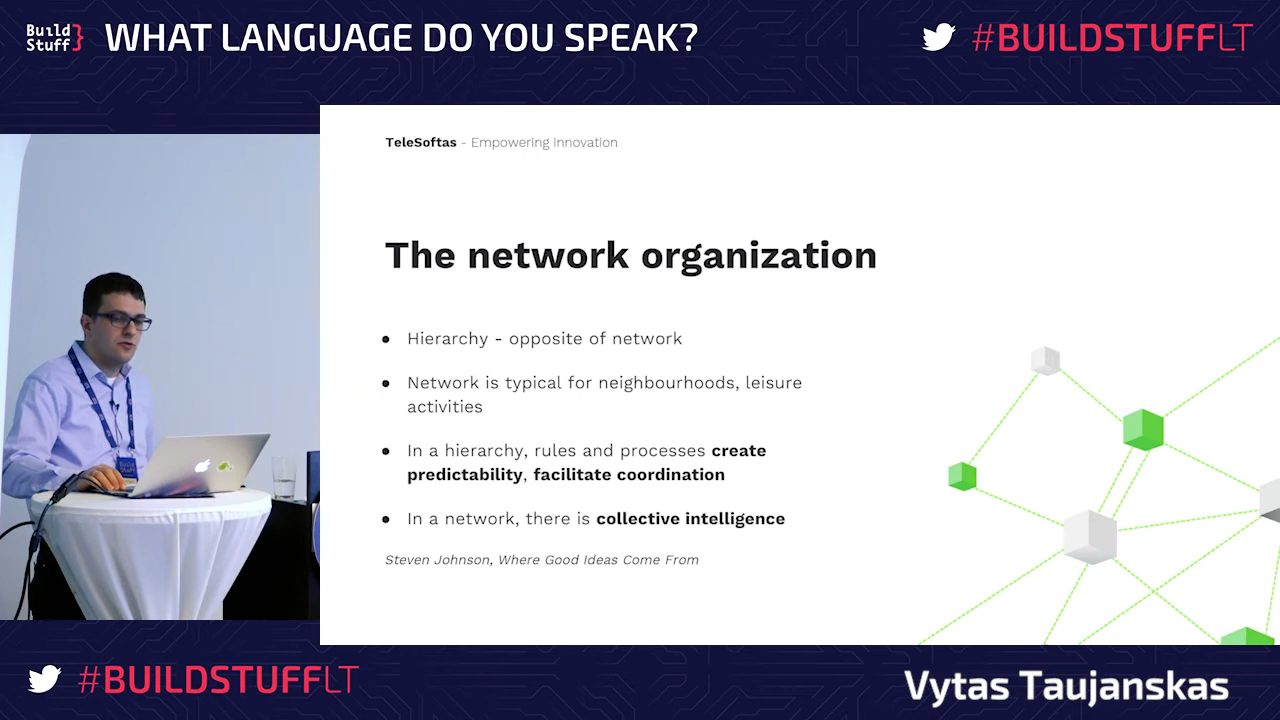 Build
Stuff}
WHAT LANGUAGE DO YOU SPEAK?
#BUILDSTUFFLT
TeleSoftas - Empowering innovation
The network organization
● Hierarchy - opposite of network
● Network is typical for neighbourhoods, leisure
activities
● In a hierarchy, rules and processes create
predictability, facilitate coordination
● In a network, there is collective intelligence
Steven Johnson, Where Good Ideas Come From
Build
Stuff
#BUILDSTUFFLT
Vytas Taujanskas